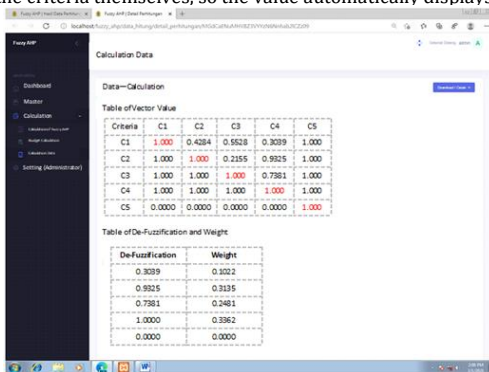 the criteria themselves, so the value automatically displays
Fuzzy AHP | Detail Perhitungan
Fuzzy AHP
Calculation Data
Dashboard
Master
Calculation
Calculation Data
Setting (Administrator)
Data—Calculation
Table of Vector Value
Criteria C1 C2 C3 C4 C5
C1 1.000 0.4284 0.5528 0.3039 1.000
C2 1.000 1.000 0.2155 0.9325 1.000
C3 1.000 1.000 1.000 0.7381 1.000
C4 1.000 1.000 1.000 1.000 1.000
C5 0.0000 0.0000 0.0000 0.0000 1.000
Table of De-Fuzzification and Weight
De-Fuzzification Weight
0.3039 0.1022
0.9325 0.3135
0.7381 0.2481
1.0000 0.3362
0.0000 0.0000